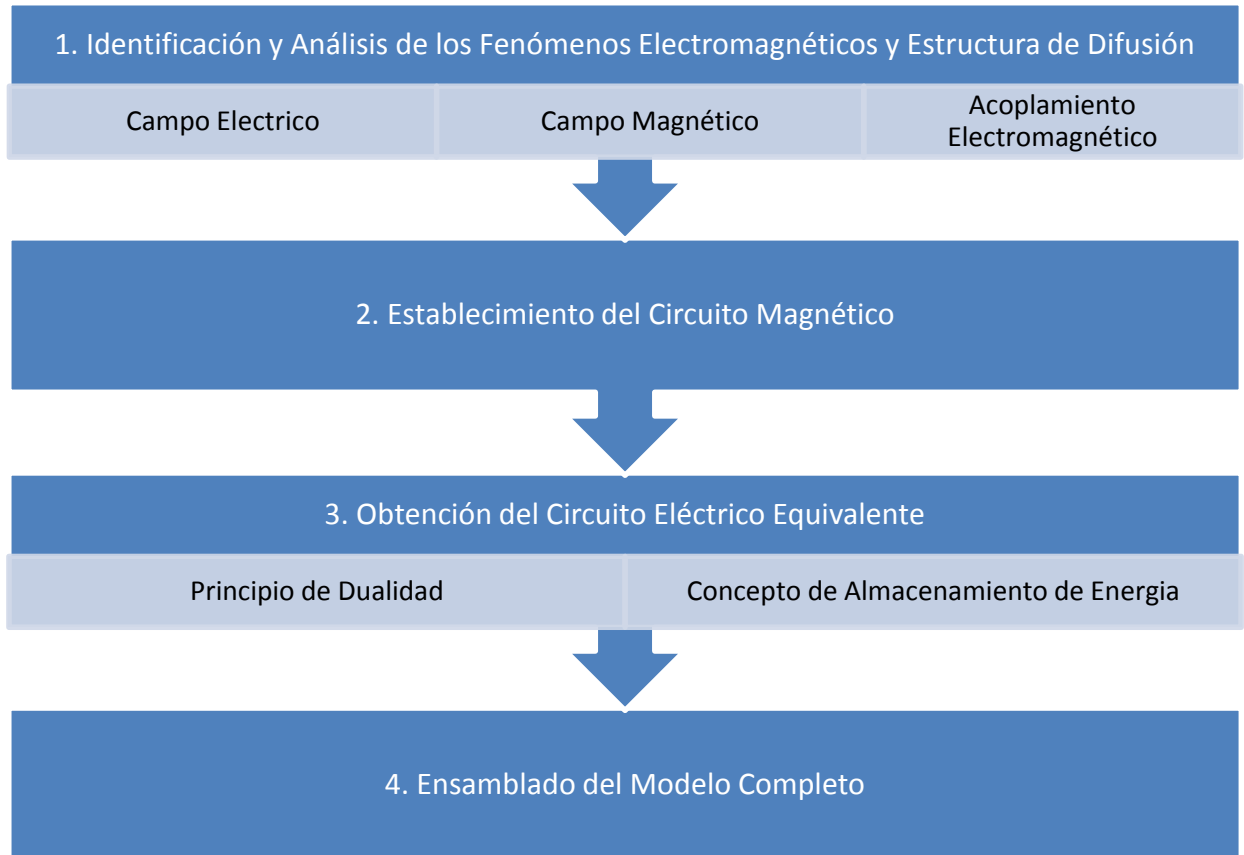 1. Identificación y Análisis de los Fenómenos Electromagnéticos y Estructura de Difusión
Campo Electrico
Campo Magnético
Acoplamiento
Electromagnético
2. Establecimiento del Circuito Magnético
3. Obtención del Circuito Eléctrico Equivalente
Principio de Dualidad
Concepto de Almacenamiento de Energia
4. Ensamblado del Modelo Completo